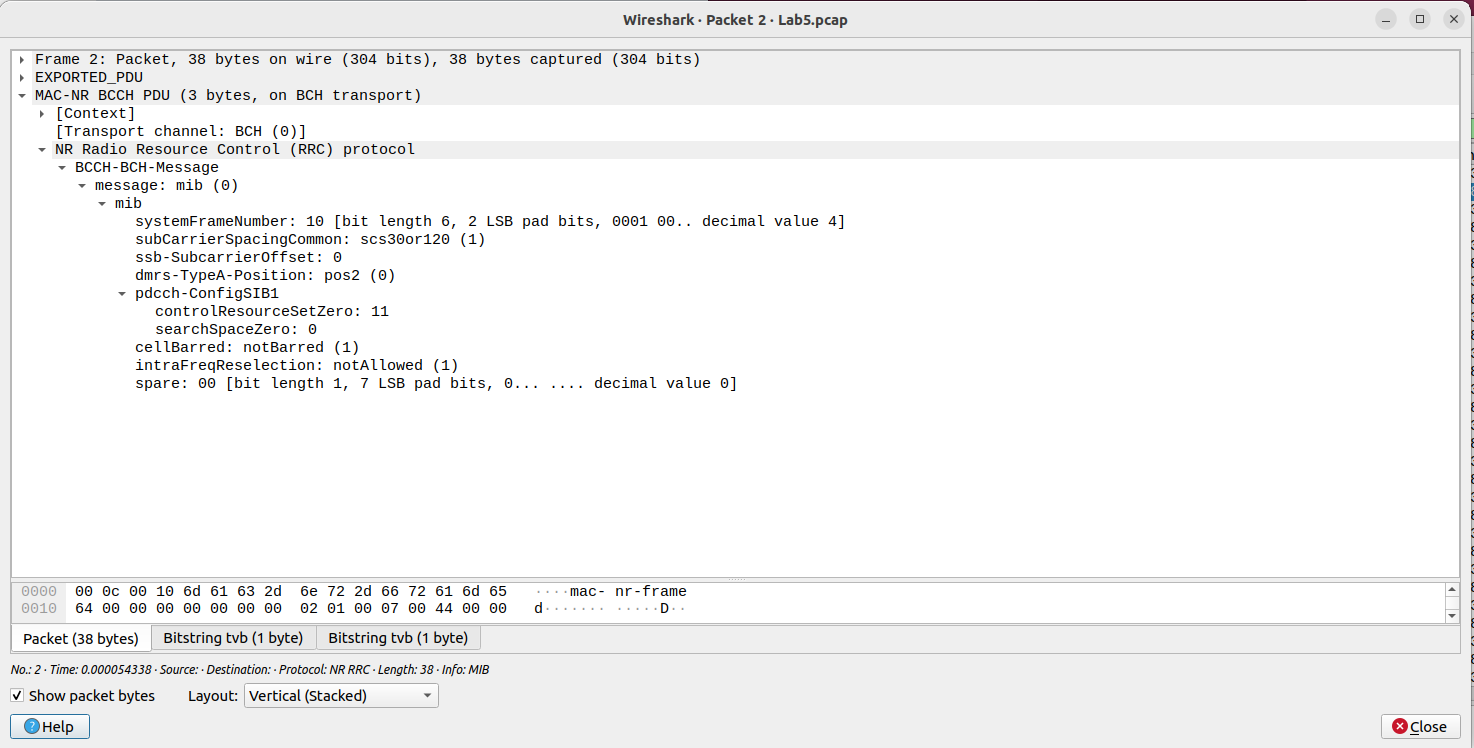 Wireshark · Packet 2 · Lab5.pcap
Frame 2: Packet, 38 bytes on wire (304 bits), 38 bytes captured (304 bits)
EXPORTED_PDU
MAC-NR BCCH PDU (3 bytes, on BCH transport)
[Context]
[Transport channel: BCH (0)]
NR Radio Resource Control (RRC) protocol
BCCH-BCH-Message
message: mib (0)
mib
systemFrameNumber: 10 [bit length 6, 2 LSB pad bits, 0001 00.. decimal value 4]
subCarrierSpacingCommon: scs30or120 (1)
ssb-SubcarrierOffset: 0
dmrs-TypeA-Position: pos2 (0)
pdcch-ConfigSIB1
controlResourceSetZero: 11
searchSpaceZero: 0
cellBarred: notBarred (1)
intraFreqReselection: notAllowed (1)
spare: 00 [bit length 1, 7 LSB pad bits, 0... .... decimal value 0]
0000 00 0c 00 10 6d 61 63 2d 6e 72 2d 66 72 61 6d 65 ····mac- nr-frame
0010 64 00 00 00 00 00 00 00 02 01 00 07 00 44 00 00 d······· ·····D··
Packet (38 bytes) Bitstring tvb (1 byte) Bitstring tvb (1 byte)
No.: 2 · Time: 0.000054338 · Source: · Destination: · Protocol: NR RRC · Length: 38 · Info: MIB
Show packet bytes Layout: Vertical (Stacked)
Help Close